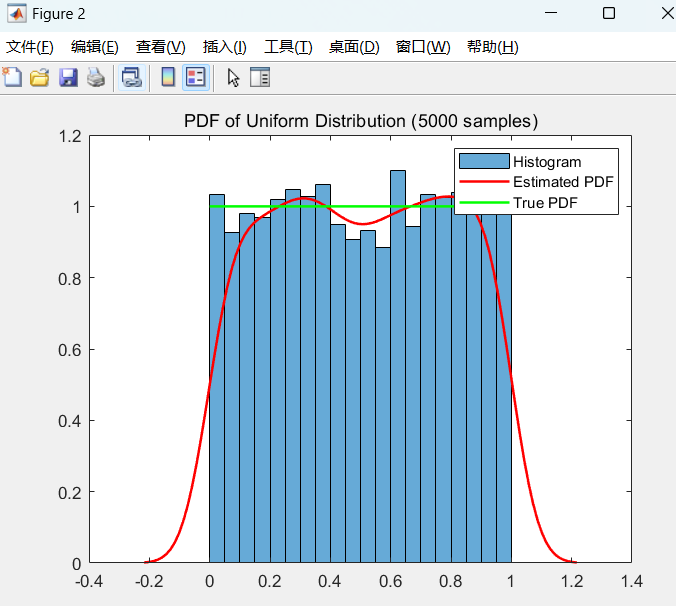 Figure 2
文件(F) 编辑(E) 查看(V) 插入(I) 工具(T) 桌面(D) 窗口(W) 帮助(H)
PDF of Uniform Distribution (5000 samples)
1.2
Histogram
Estimated PDF
True PDF
1
0.8
0.6
0.4
0.2
0
-0.4 -0.2 0 0.2 0.4 0.6 0.8 1 1.2 1.4